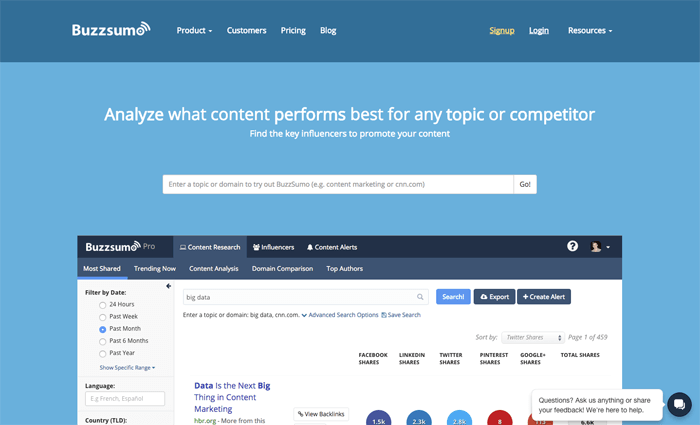 Buzzsumo
Product Customers Pricing Blog Signup Login Resources
Analyze what content performs best for any topic or competitor
Find the key influencers to promote your content
Enter a topic or domain to try out BuzzSumo (e.g. content marketing or cnn.com) Go!
Buzzsumo Pro Content Research Influencers Content Alerts ?
Most Shared Trending Now Content Analysis Domain Comparison Top Authors
Filter by Date:
24 Hours
Past Week
Past Month
Past 6 Months
Past Year
Show Specific Range
Language:
E.g French, Español
Country (TLD):
big data Search! Export + Create Alert
Enter a topic or domain: big data, cnn.com. Advanced Search Options Save Search
Sort by: Twitter Shares Page 1 of 459
FACEBOOK SHARES
LINKEDIN SHARES
TWITTER SHARES
PINTEREST SHARES
GOOGLE+ SHARES
TOTAL SHARES
Data Is the Next Big
Thing in Content
Marketing
hbr.org - More from this
View Backlinks
1.5k 2.3k 2.8k 8 6.6k
Questions? Ask us anything or share
your feedback! We're here to help.